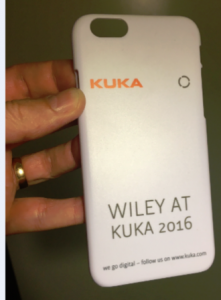 KUKA
WILEY AT
KUKA 2016
we go digital – follow us on www.kuka.com